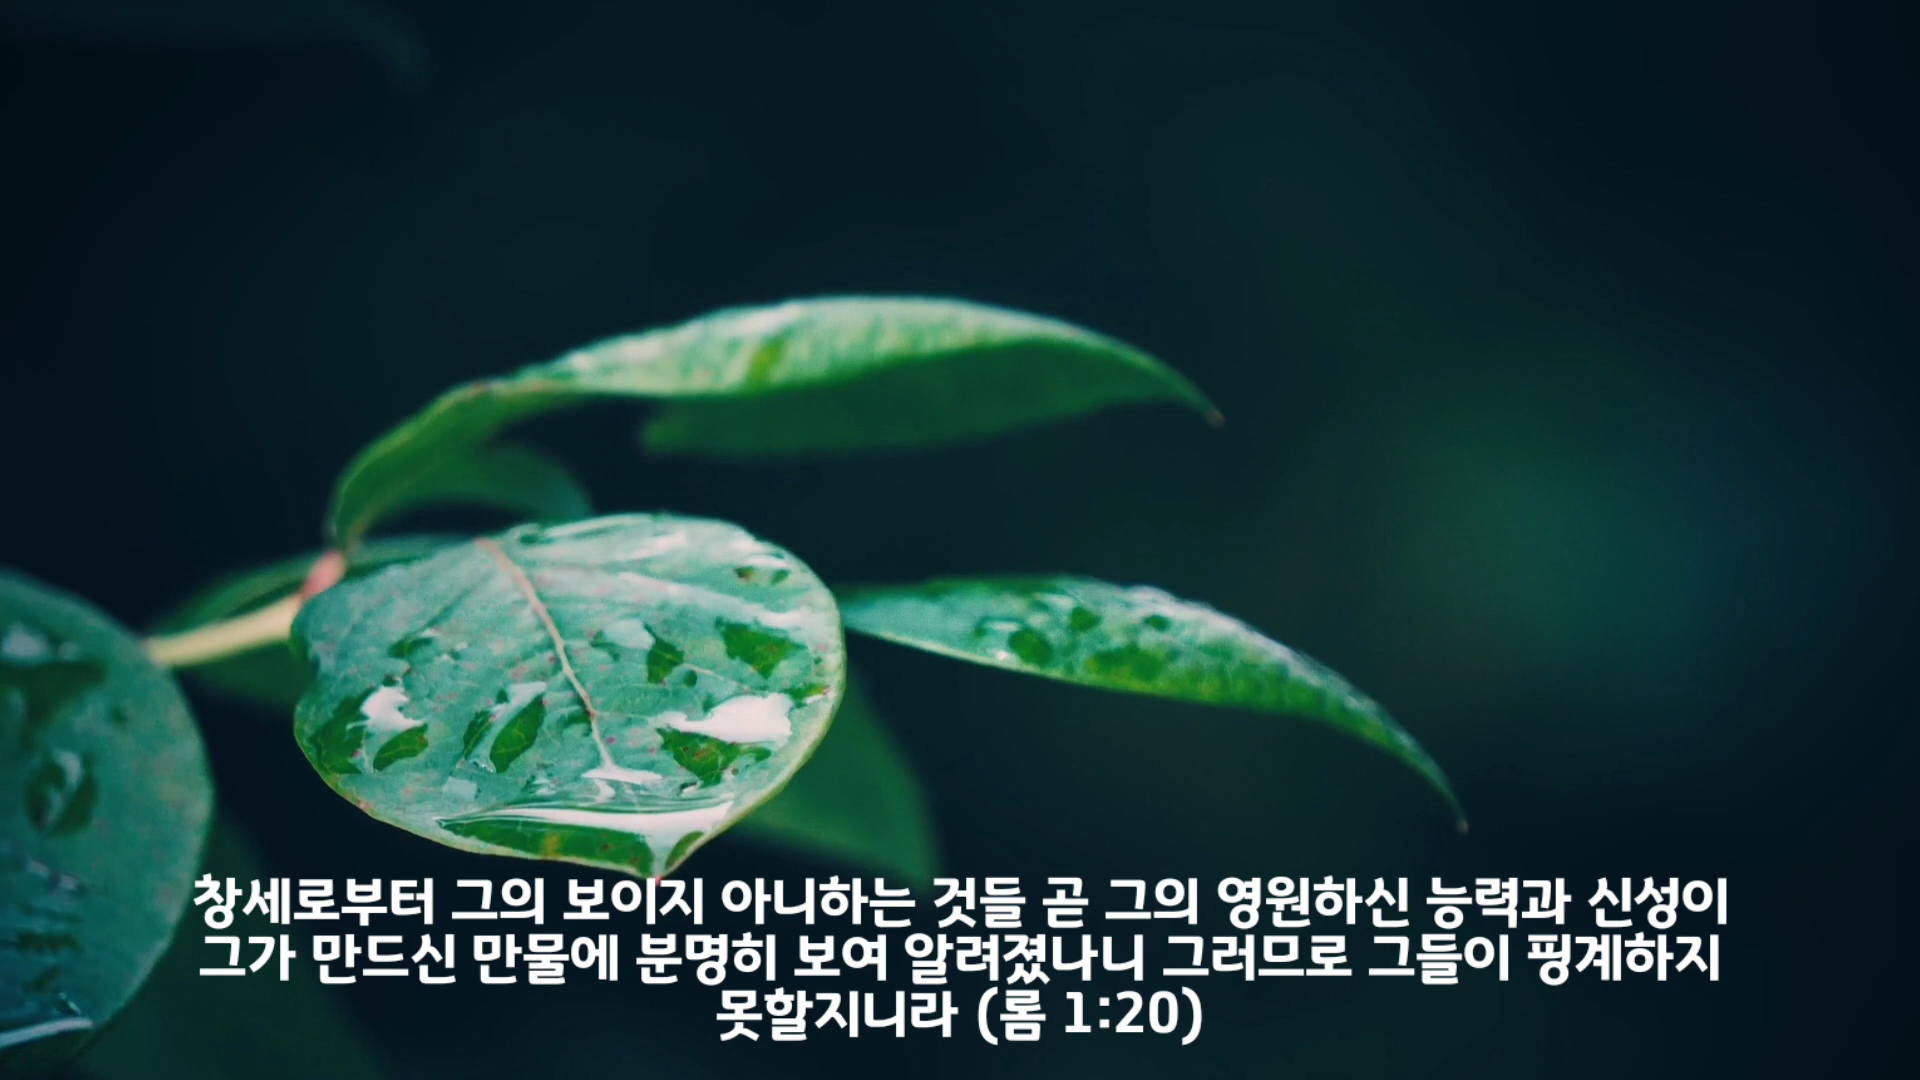 창세로부터 그의 보이지 아니하는 것들 곧 그의 영원하신 능력과 신성이
그가 만드신 만물에 분명히 보여 알려졌나니 그러므로 그들이 핑계하지
못할지니라 (롬 1:20)